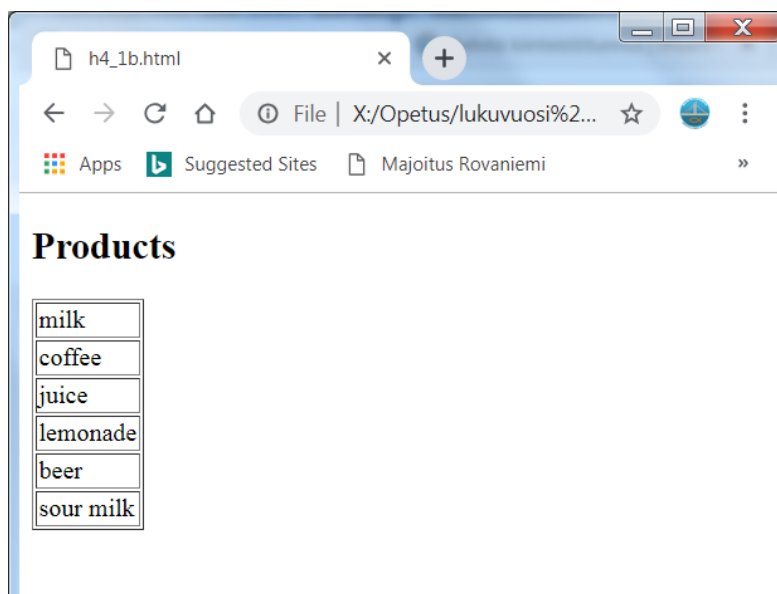 h4_1b.html
File | X:/Opetus/lukuvuosi%2...
Apps Suggested Sites Majoitus Rovaniemi »
Products
milk
coffee
juice
lemonade
beer
sour milk